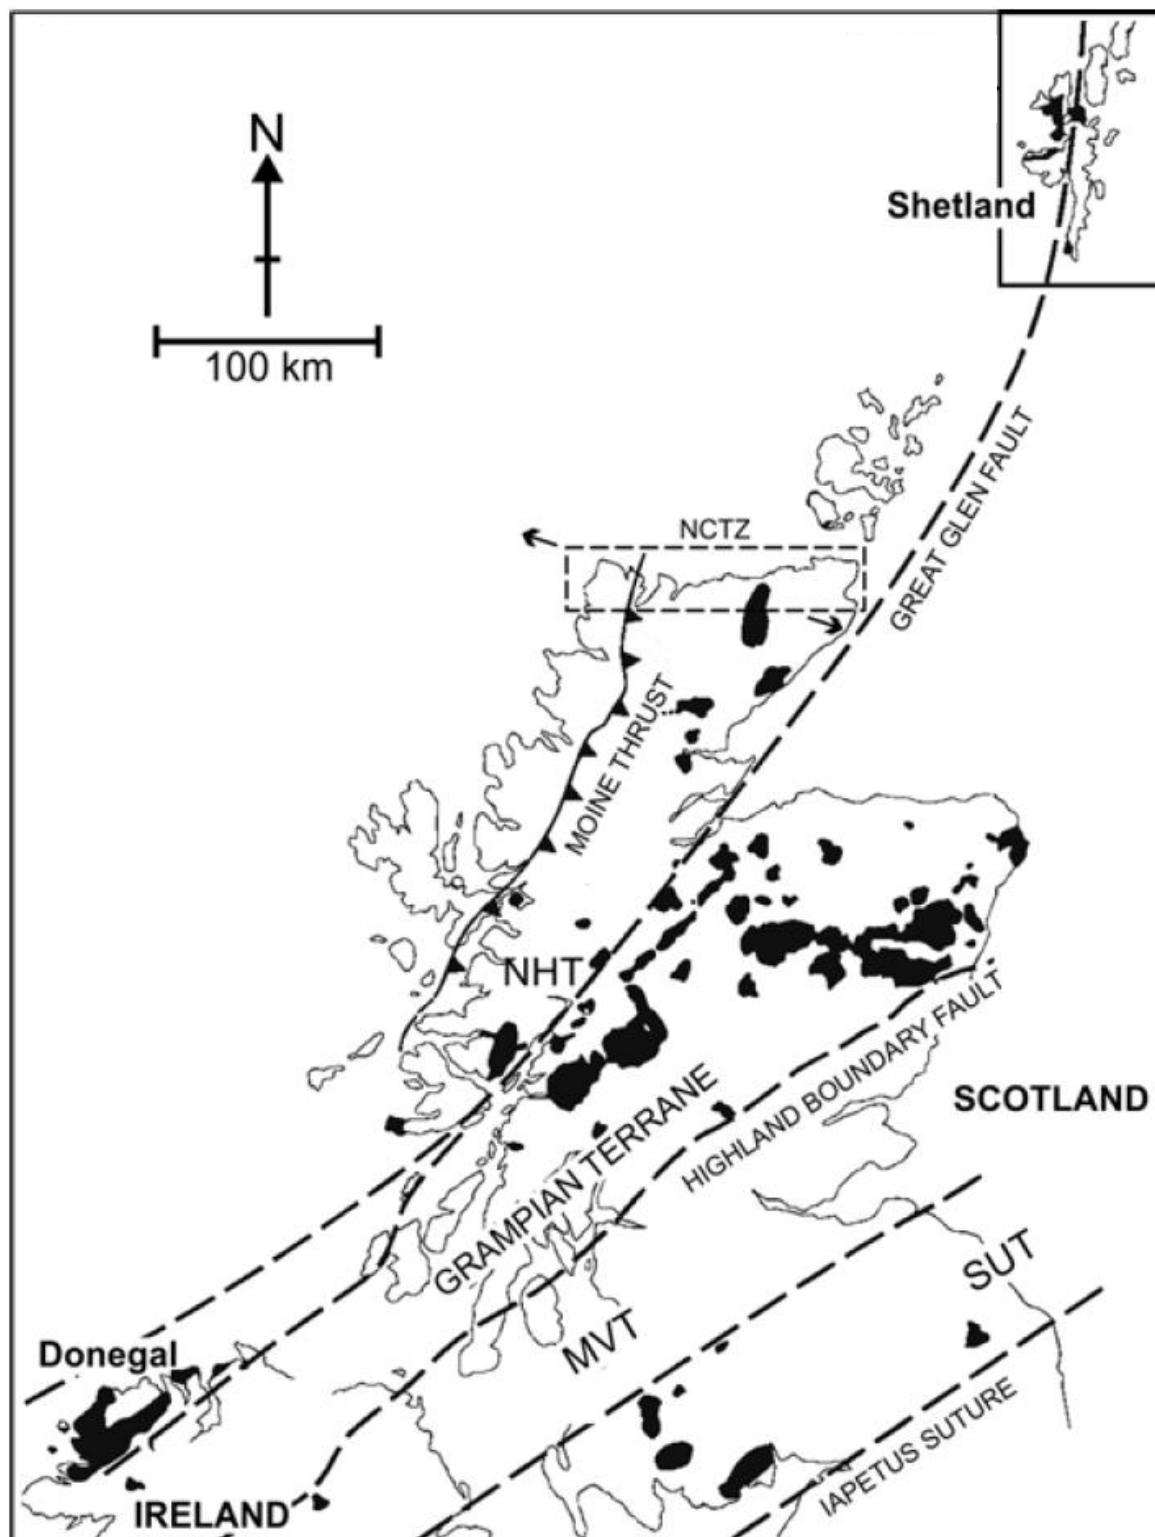 N
100 km
Shetland
NCTZ
GREAT GLEN FAULT
MOINE THRUST
NHT
GRAMPIAN TERRANE
HIGHLAND BOUNDARY FAULT
SCOTLAND
SUT
MVT
Donegal
IAPETUS SUTURE
IRELAND